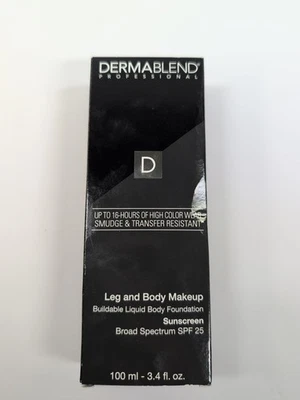 DERMABLEND®
PROFESSIONAL
D
UP TO 16-HOURS OF HIGH COLOR WEAR
SMUDGE & TRANSFER RESISTANT
Leg and Body Makeup
Buildable Liquid Body Foundation
Sunscreen
Broad Spectrum SPF 25
100 ml - 3.4 fl. oz.